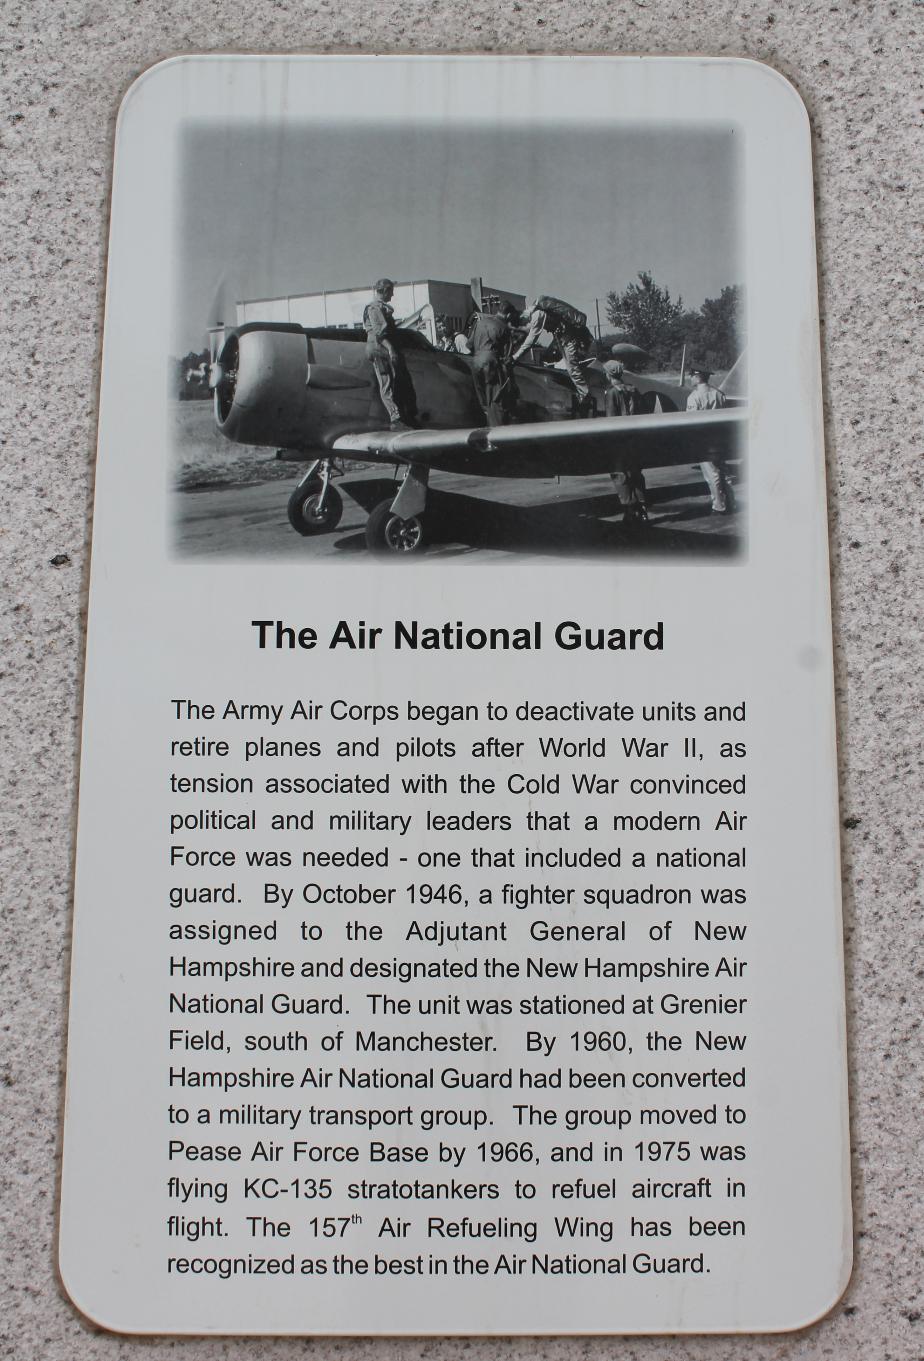 The Air National Guard
The Army Air Corps began to deactivate units and
retire planes and pilots after World War II, as
tension associated with the Cold War convinced
political and military leaders that a modern Air
Force was needed - one that included a national
guard. By October 1946, a fighter squadron was
assigned to the Adjutant General of New
Hampshire and designated the New Hampshire Air
National Guard. The unit was stationed at Grenier
Field, south of Manchester. By 1960, the New
Hampshire Air National Guard had been converted
to a military transport group. The group moved to
Pease Air Force Base by 1966, and in 1975 was
flying KC-135 stratotankers to refuel aircraft in
flight. The 157th Air Refueling Wing has been
recognized as the best in the Air National Guard.